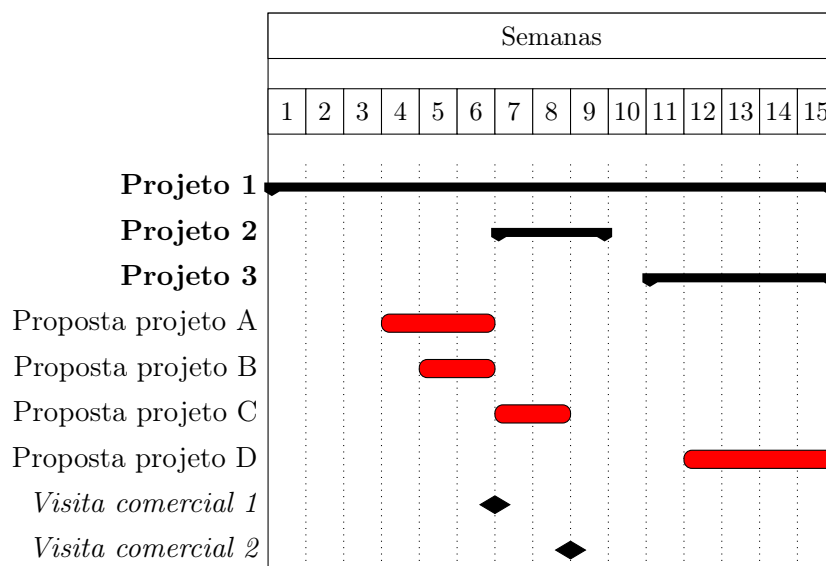 Semanas
1 2 3 4 5 6 7 8 9 10 11 12 13 14 15
Projeto 1
Projeto 2
Projeto 3
Proposta projeto A
Proposta projeto B
Proposta projeto C
Proposta projeto D
Visita comercial 1
Visita comercial 2